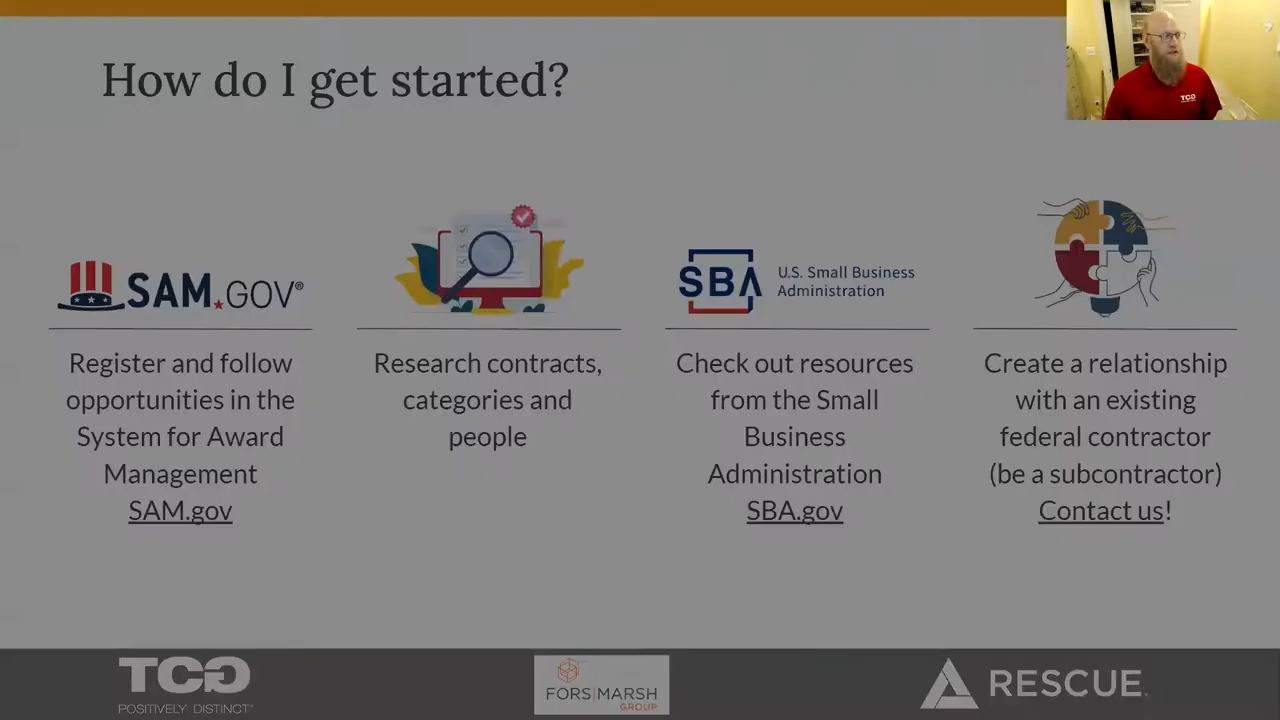 How do I get started?
TCG
SAM.GOV®
Register and follow
opportunities in the
System for Award
Management
SAM.gov
Research contracts,
categories and
people
SBA
U.S. Small Business
Administration
Check out resources
from the Small
Business
Administration
SBA.gov
Create a relationship
with an existing
federal contractor
(be a subcontractor)
Contact us!
TCG
POSITIVELY DISTINCT
FORS|MARSH
GROUP
RESCUE